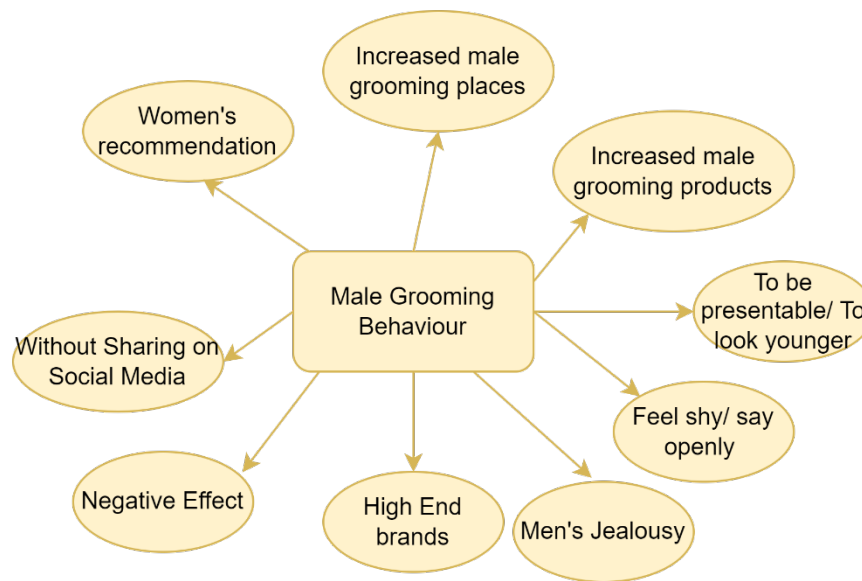 Increased male
grooming places
Women's
recommendation
Increased male
grooming products
Male Grooming
Behaviour
To be
presentable/ To
look younger
Without Sharing on
Social Media
Feel shy/ say
openly
Negative Effect
High End
brands
Men's Jealousy